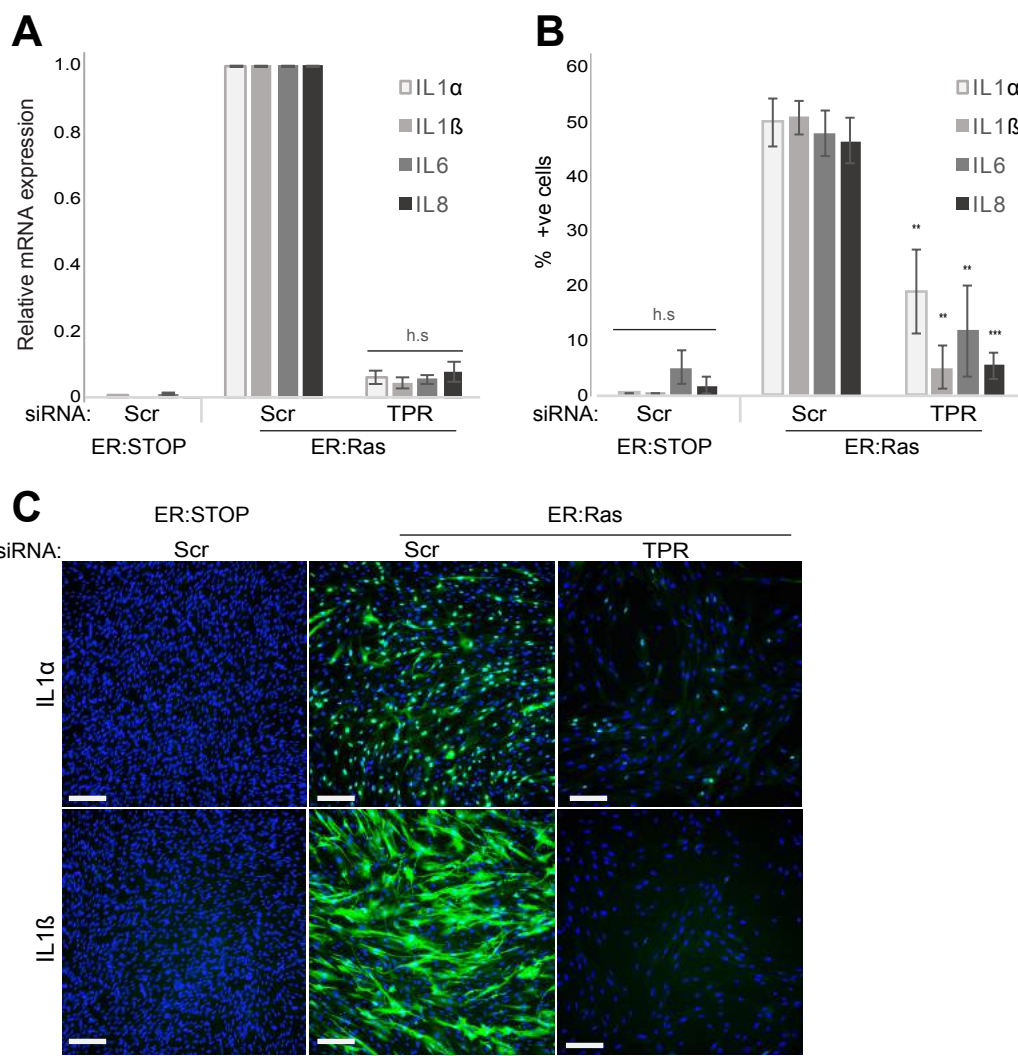 A
Relative mRNA expression
1.0
0.8
0.6
0.4
0.2
0
IL1α
IL1ß
IL6
IL8
h.s
siRNA: Scr Scr TPR
ER:STOP ER:Ras
B
% +ve cells
60
50
40
30
20
10
0
IL1α
IL1ß
IL6
IL8
h.s
** ** ** ***
siRNA: Scr Scr TPR
ER:STOP ER:Ras
C
ER:STOP ER:Ras
siRNA: Scr Scr TPR
IL1α
IL1ß